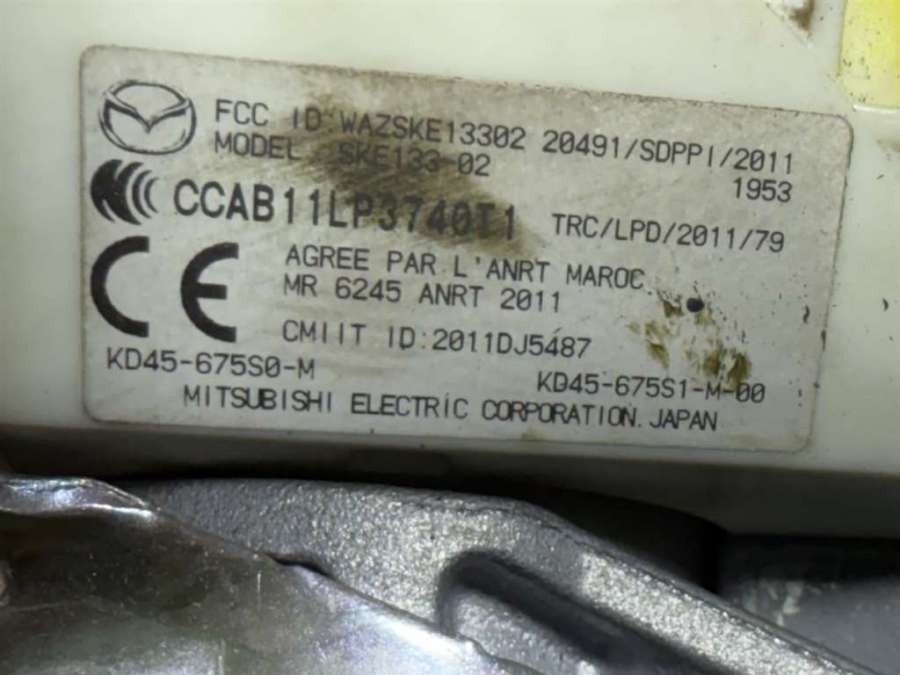 FCC ID:WAZSKE13302 20491/SDPPI/2011
MODEL SKE133-02 1953
CCAB11LP3740T1 TRC/LPD/2011/79
AGREE PAR L'ANRT MAROC
MR 6245 ANRT 2011
CE
CMIIT ID:2011DJ5487
KD45-675S0-M KD45-675S1-M-00
MITSUBISHI ELECTRIC CORPORATION. JAPAN